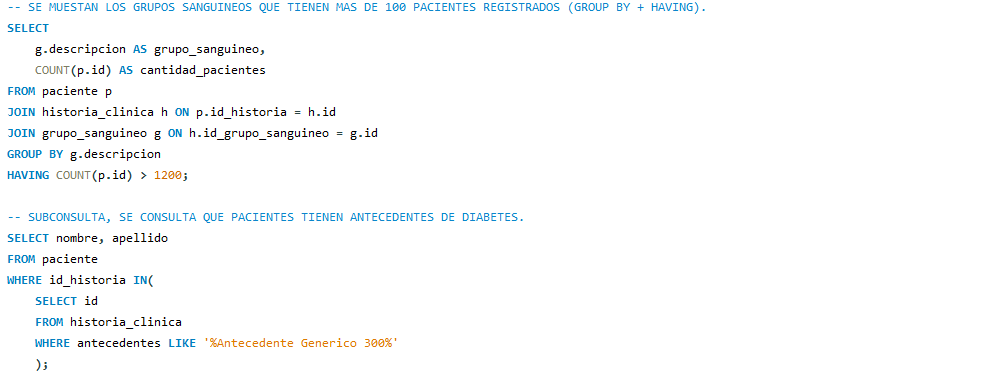 -- SE MUESTAN LOS GRUPOS SANGUINEOS QUE TIENEN MAS DE 100 PACIENTES REGISTRADOS (GROUP BY + HAVING).
SELECT
    g.descripcion AS grupo_sanguineo,
    COUNT(p.id) AS cantidad_pacientes
FROM paciente p
JOIN historia_clinica h ON p.id_historia = h.id
JOIN grupo_sanguineo g ON h.id_grupo_sanguineo = g.id
GROUP BY g.descripcion
HAVING COUNT(p.id) > 1200;

-- SUBCONSULTA, SE CONSULTA QUE PACIENTES TIENEN ANTECEDENTES DE DIABETES.
SELECT nombre, apellido
FROM paciente
WHERE id_historia IN(
    SELECT id
    FROM historia_clinica
    WHERE antecedentes LIKE '%Antecedente Generico 300%'
    );